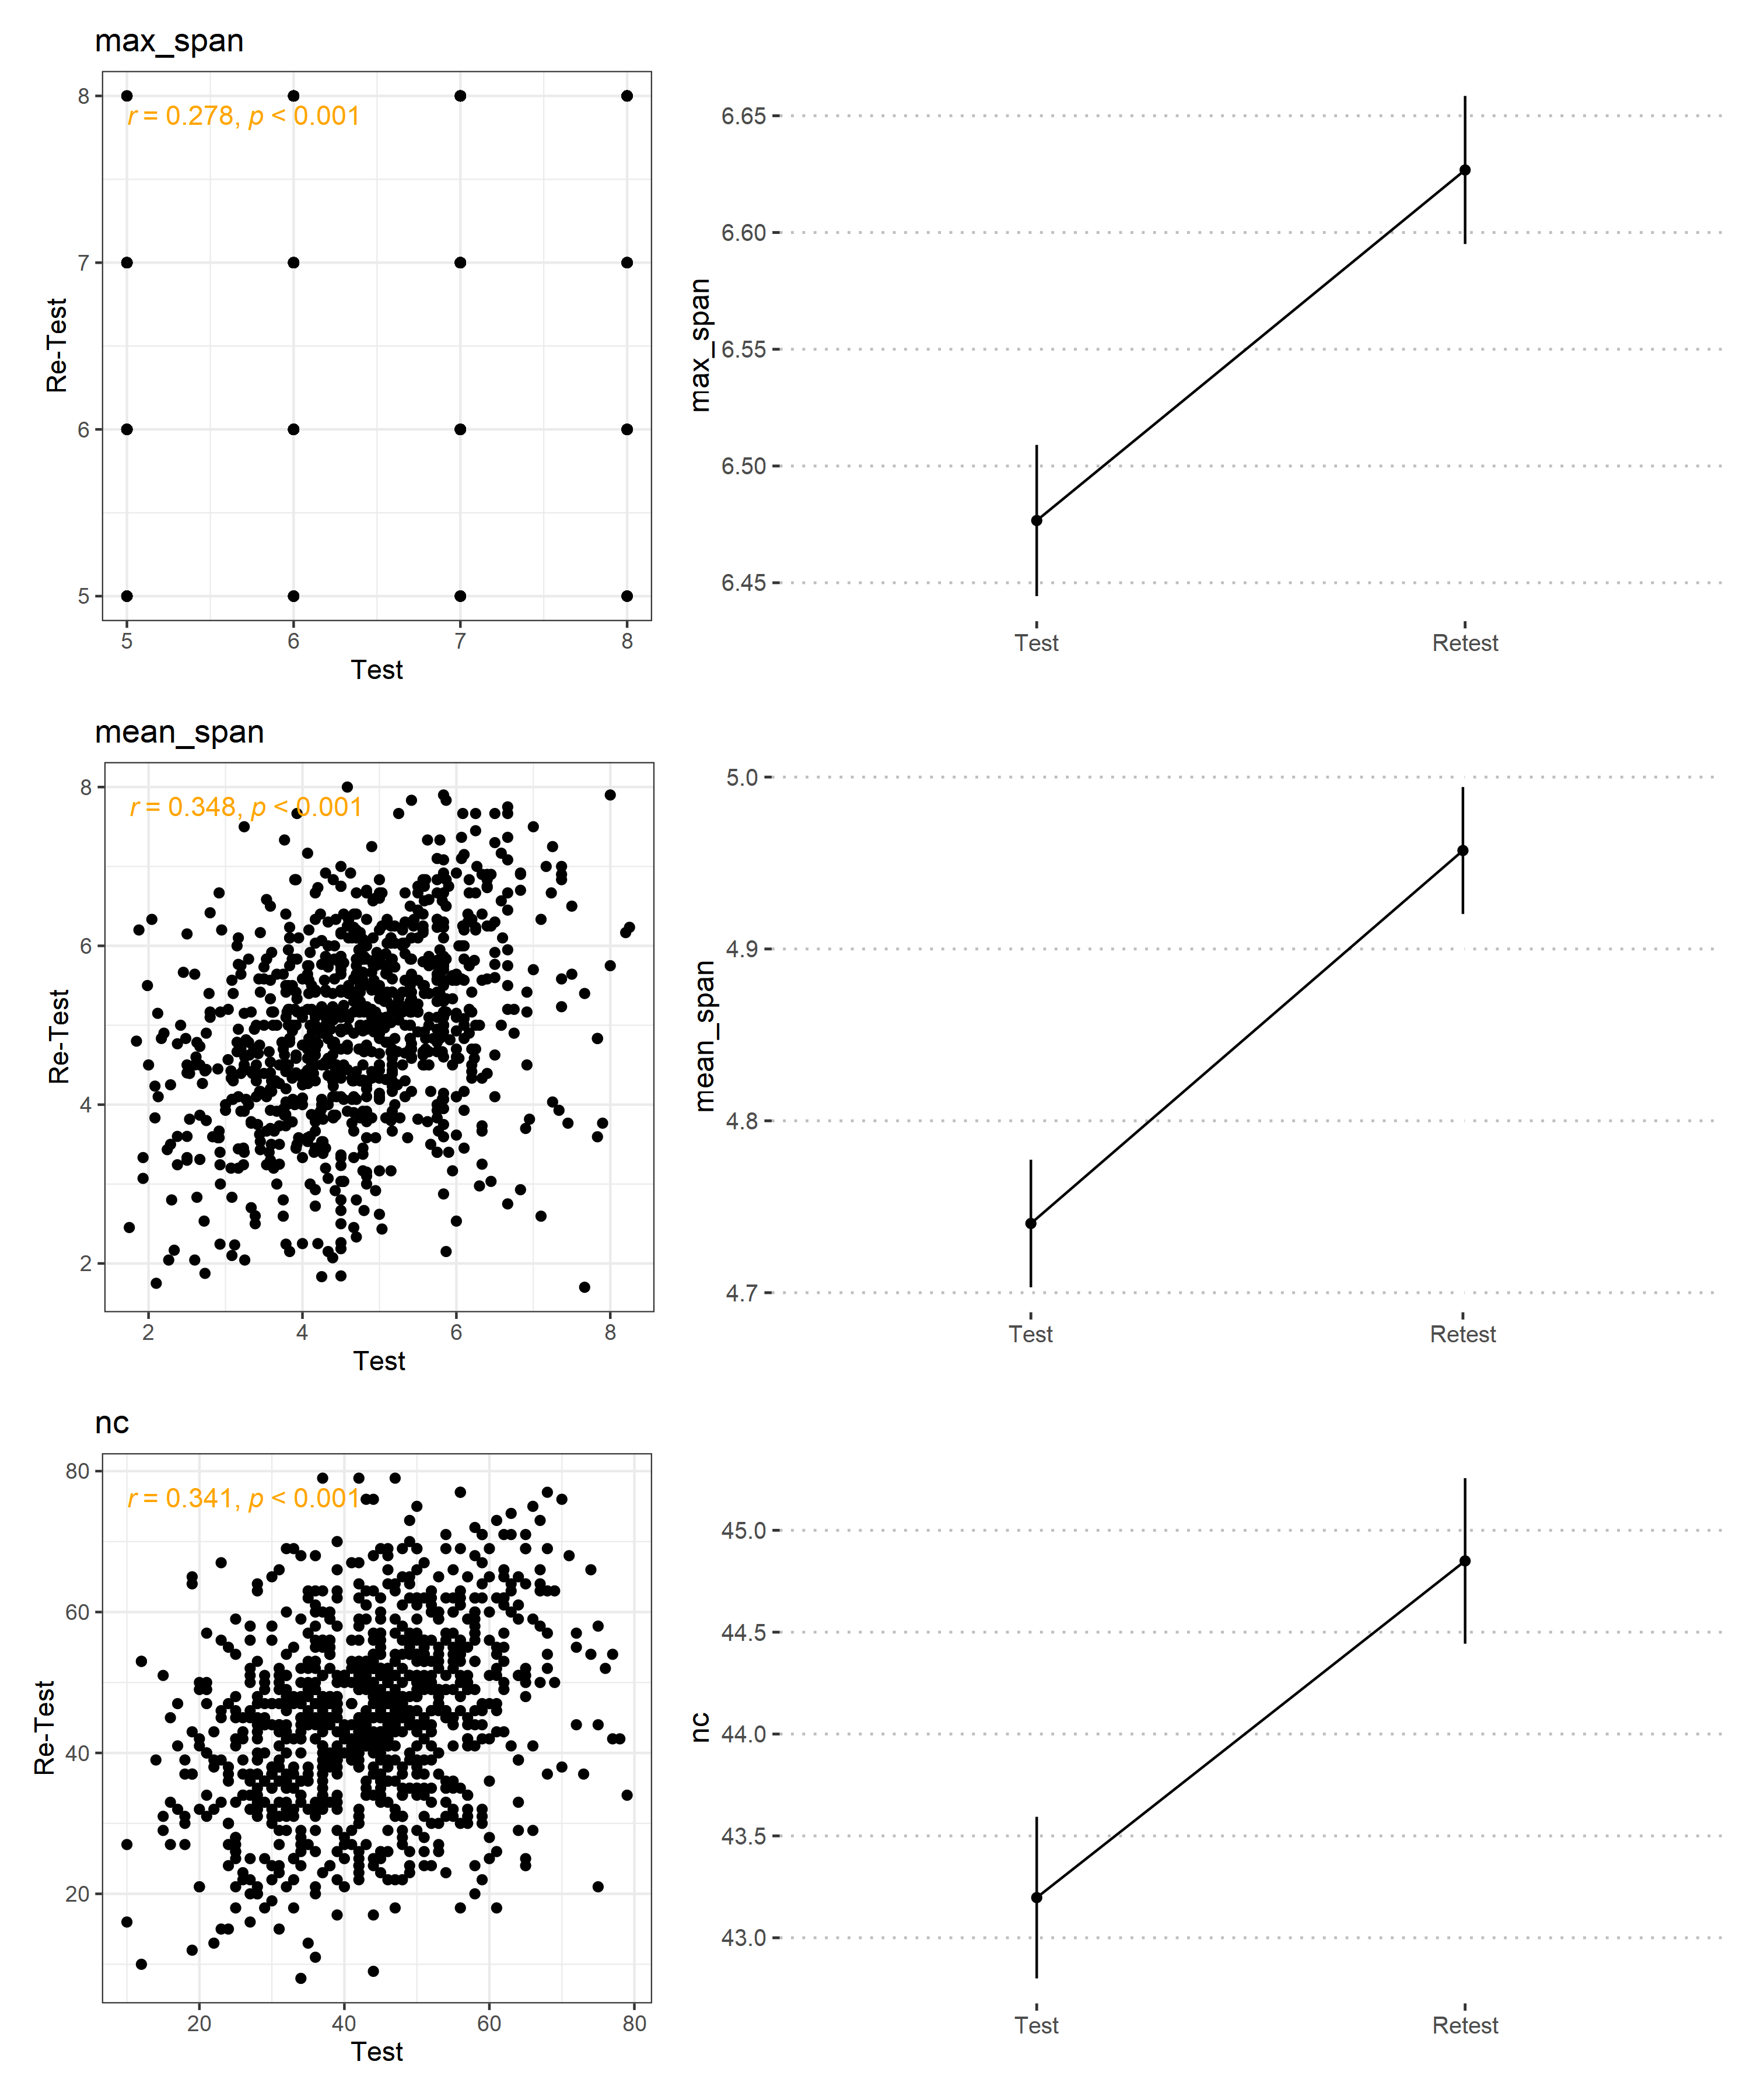 max_span
r = 0.278, p < 0.001
8
7
6
5
5 6 7 8
Re-Test
Test
max_span
6.65
6.60
6.55
6.50
6.45
Test Retest
mean_span
r = 0.348, p < 0.001
8
6
4
2
2 4 6 8
Re-Test
Test
mean_span
5.0
4.9
4.8
4.7
Test Retest
nc
r = 0.341, p < 0.001
80
60
40
20
20 40 60 80
Re-Test
Test
nc
45.0
44.5
44.0
43.5
43.0
Test Retest